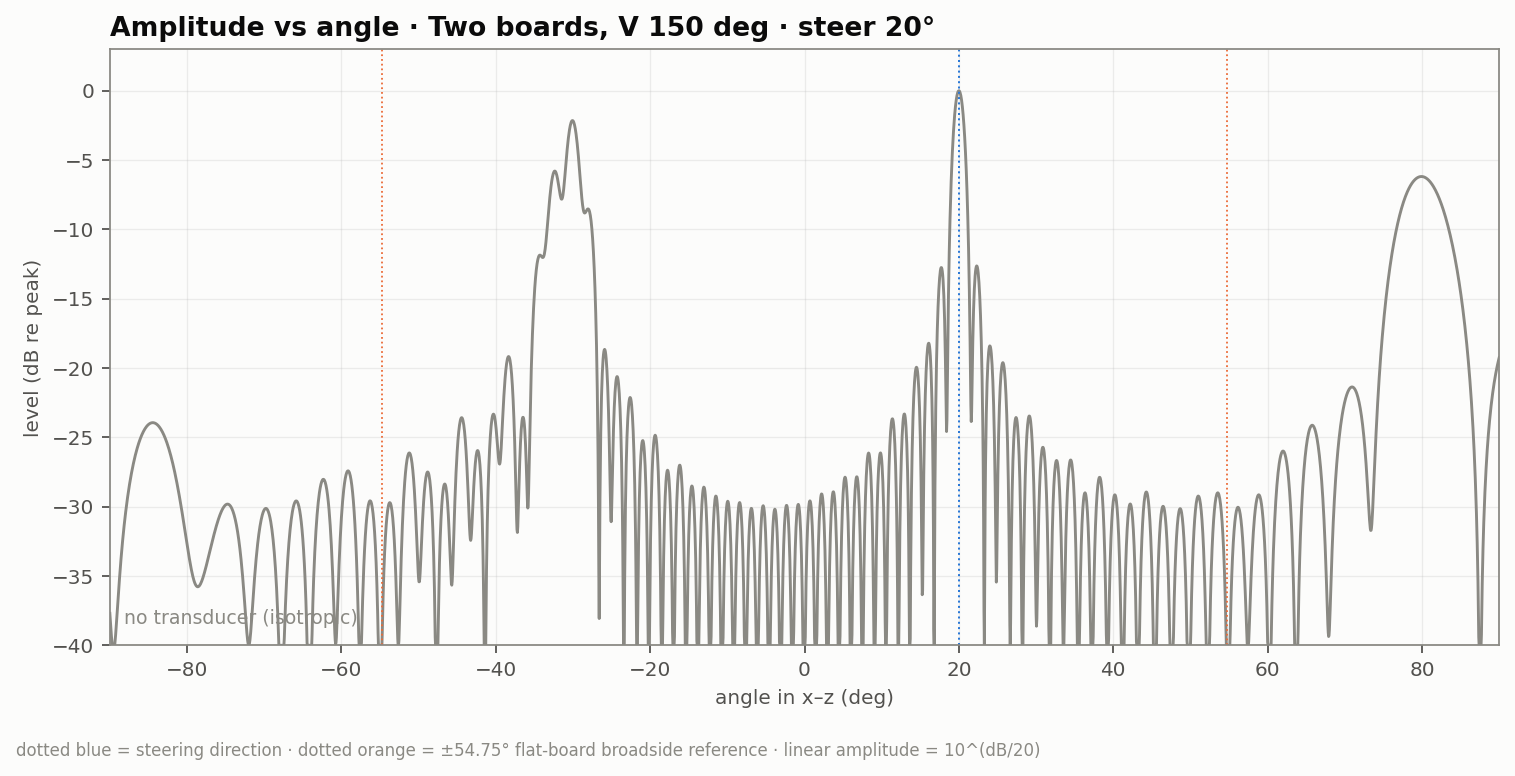 Amplitude vs angle · Two boards, V 150 deg · steer 20°
level (dB re peak)
0
−5
−10
−15
−20
−25
−30
−35
−40
no transducer (isotropic)
−80 −60 −40 −20 0 20 40 60 80
angle in x–z (deg)
dotted blue = steering direction · dotted orange = ±54.75° flat-board broadside reference · linear amplitude = 10^(dB/20)